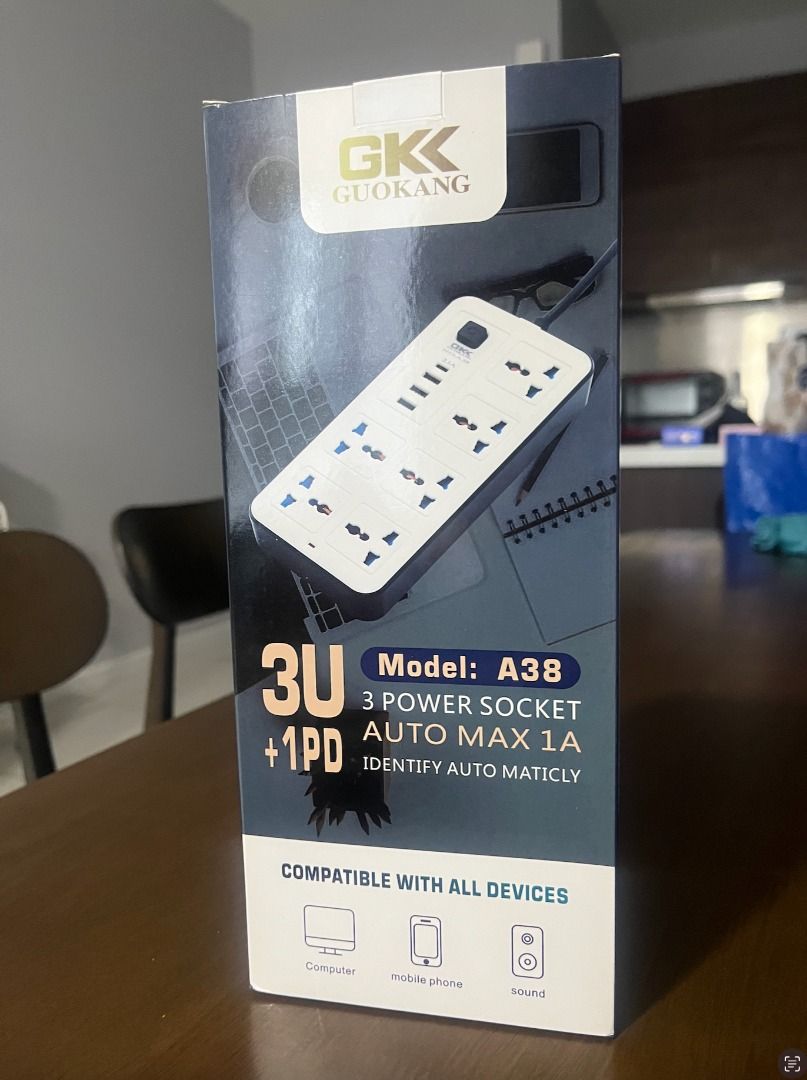 GKK
GUOKANG
GKK
3U
+1PD
Model: A38
3 POWER SOCKET
AUTO MAX 1A
IDENTIFY AUTO MATICLY
COMPATIBLE WITH ALL DEVICES
Computer
mobile phone
sound